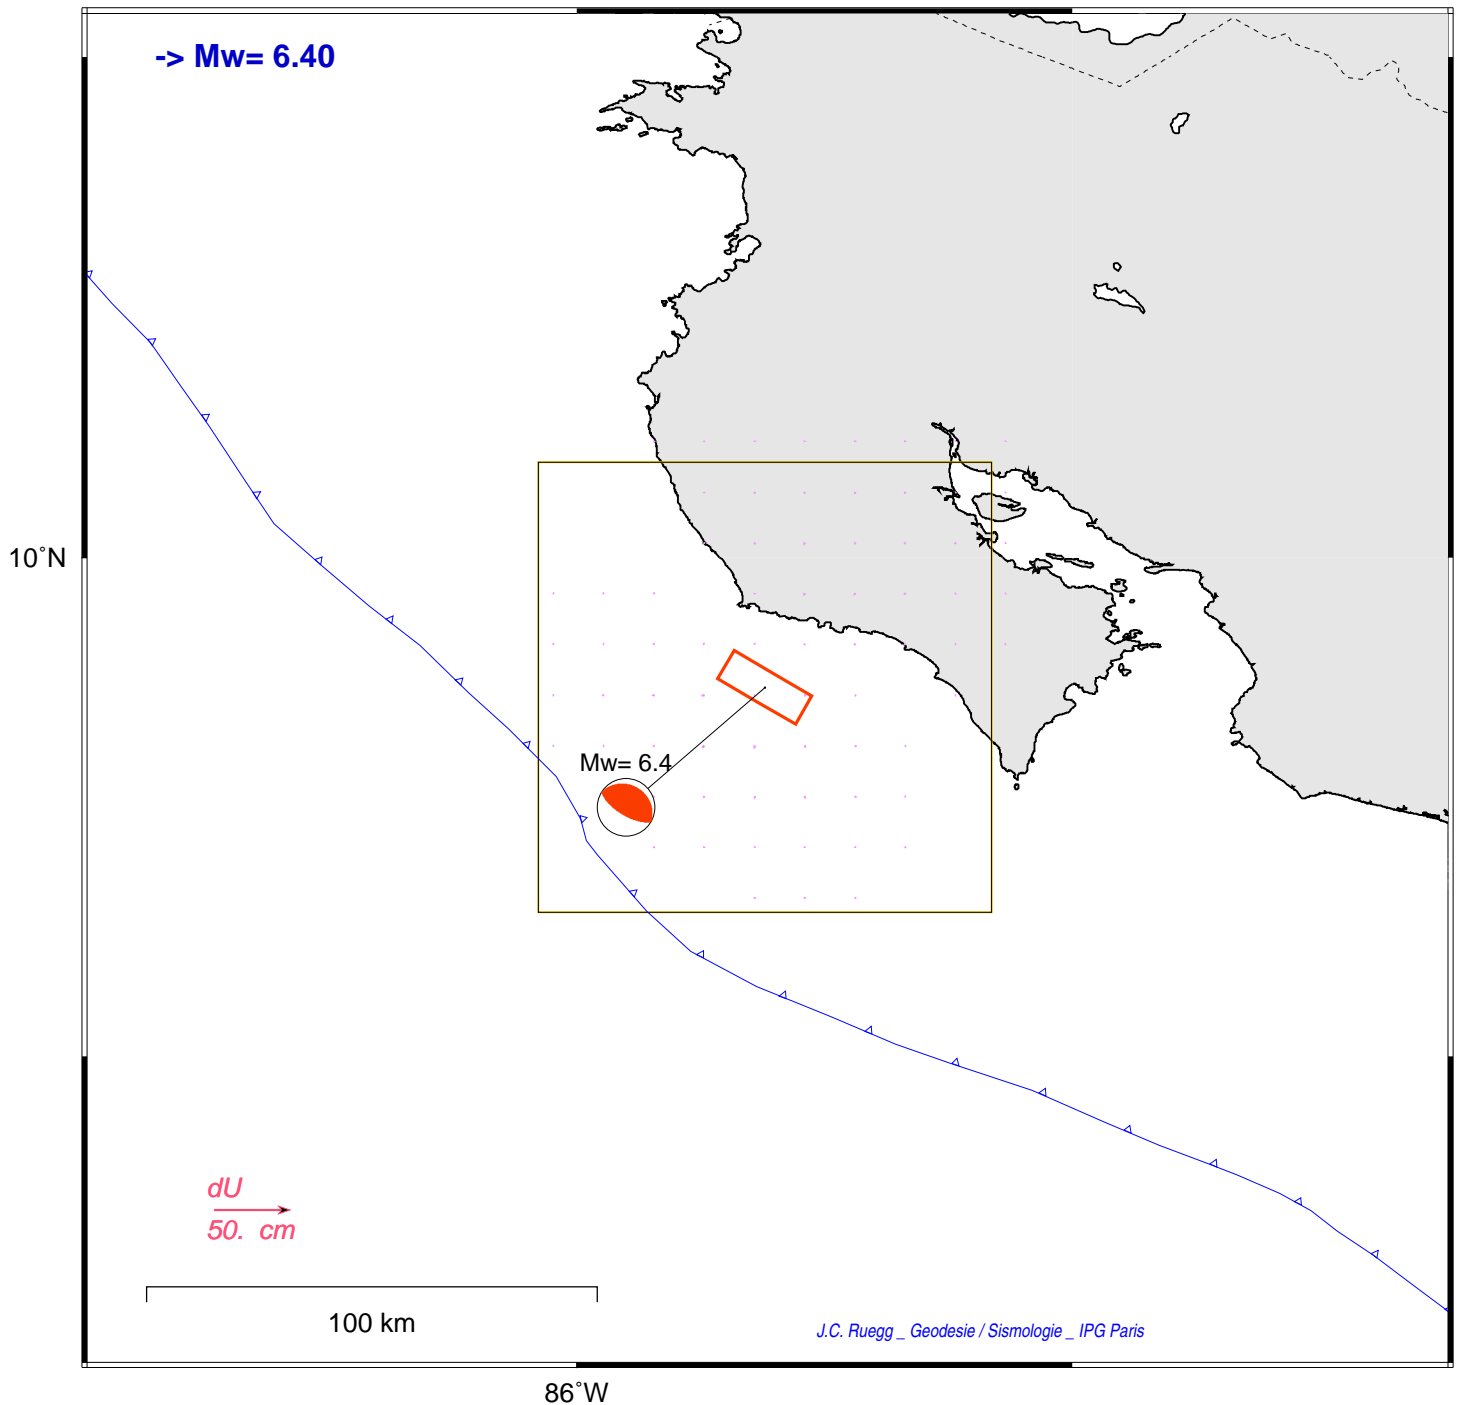 -> Mw= 6.40
10°N
Mw= 6.4
dU
50. cm
100 km
J.C. Ruegg _ Geodesie / Sismologie _ IPG Paris
86°W